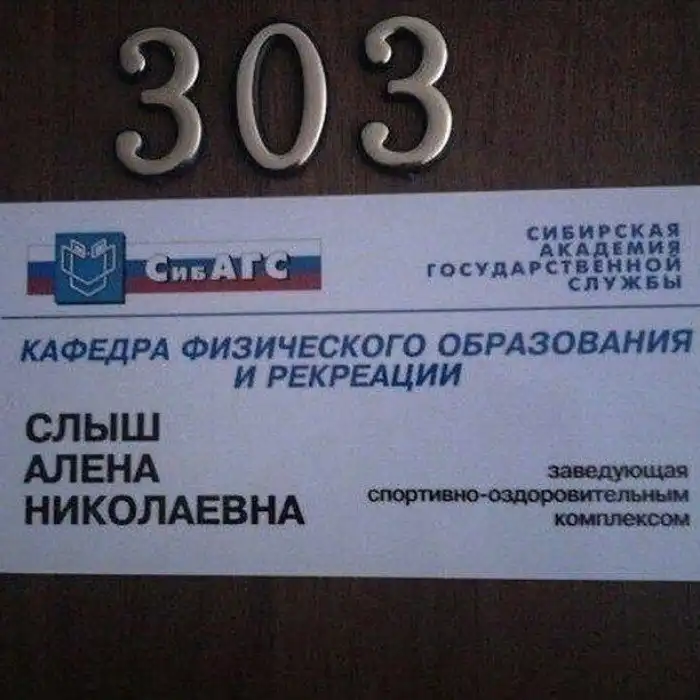 303
СибАГС
СИБИРСКАЯ
АКАДЕМИЯ
ГОСУДАРСТВЕННОЙ
СЛУЖБЫ
КАФЕДРА ФИЗИЧЕСКОГО ОБРАЗОВАНИЯ
И РЕКРЕАЦИИ
СЛЫШ
АЛЕНА
НИКОЛАЕВНА
заведующая
спортивно-оздоровительным
комплексом